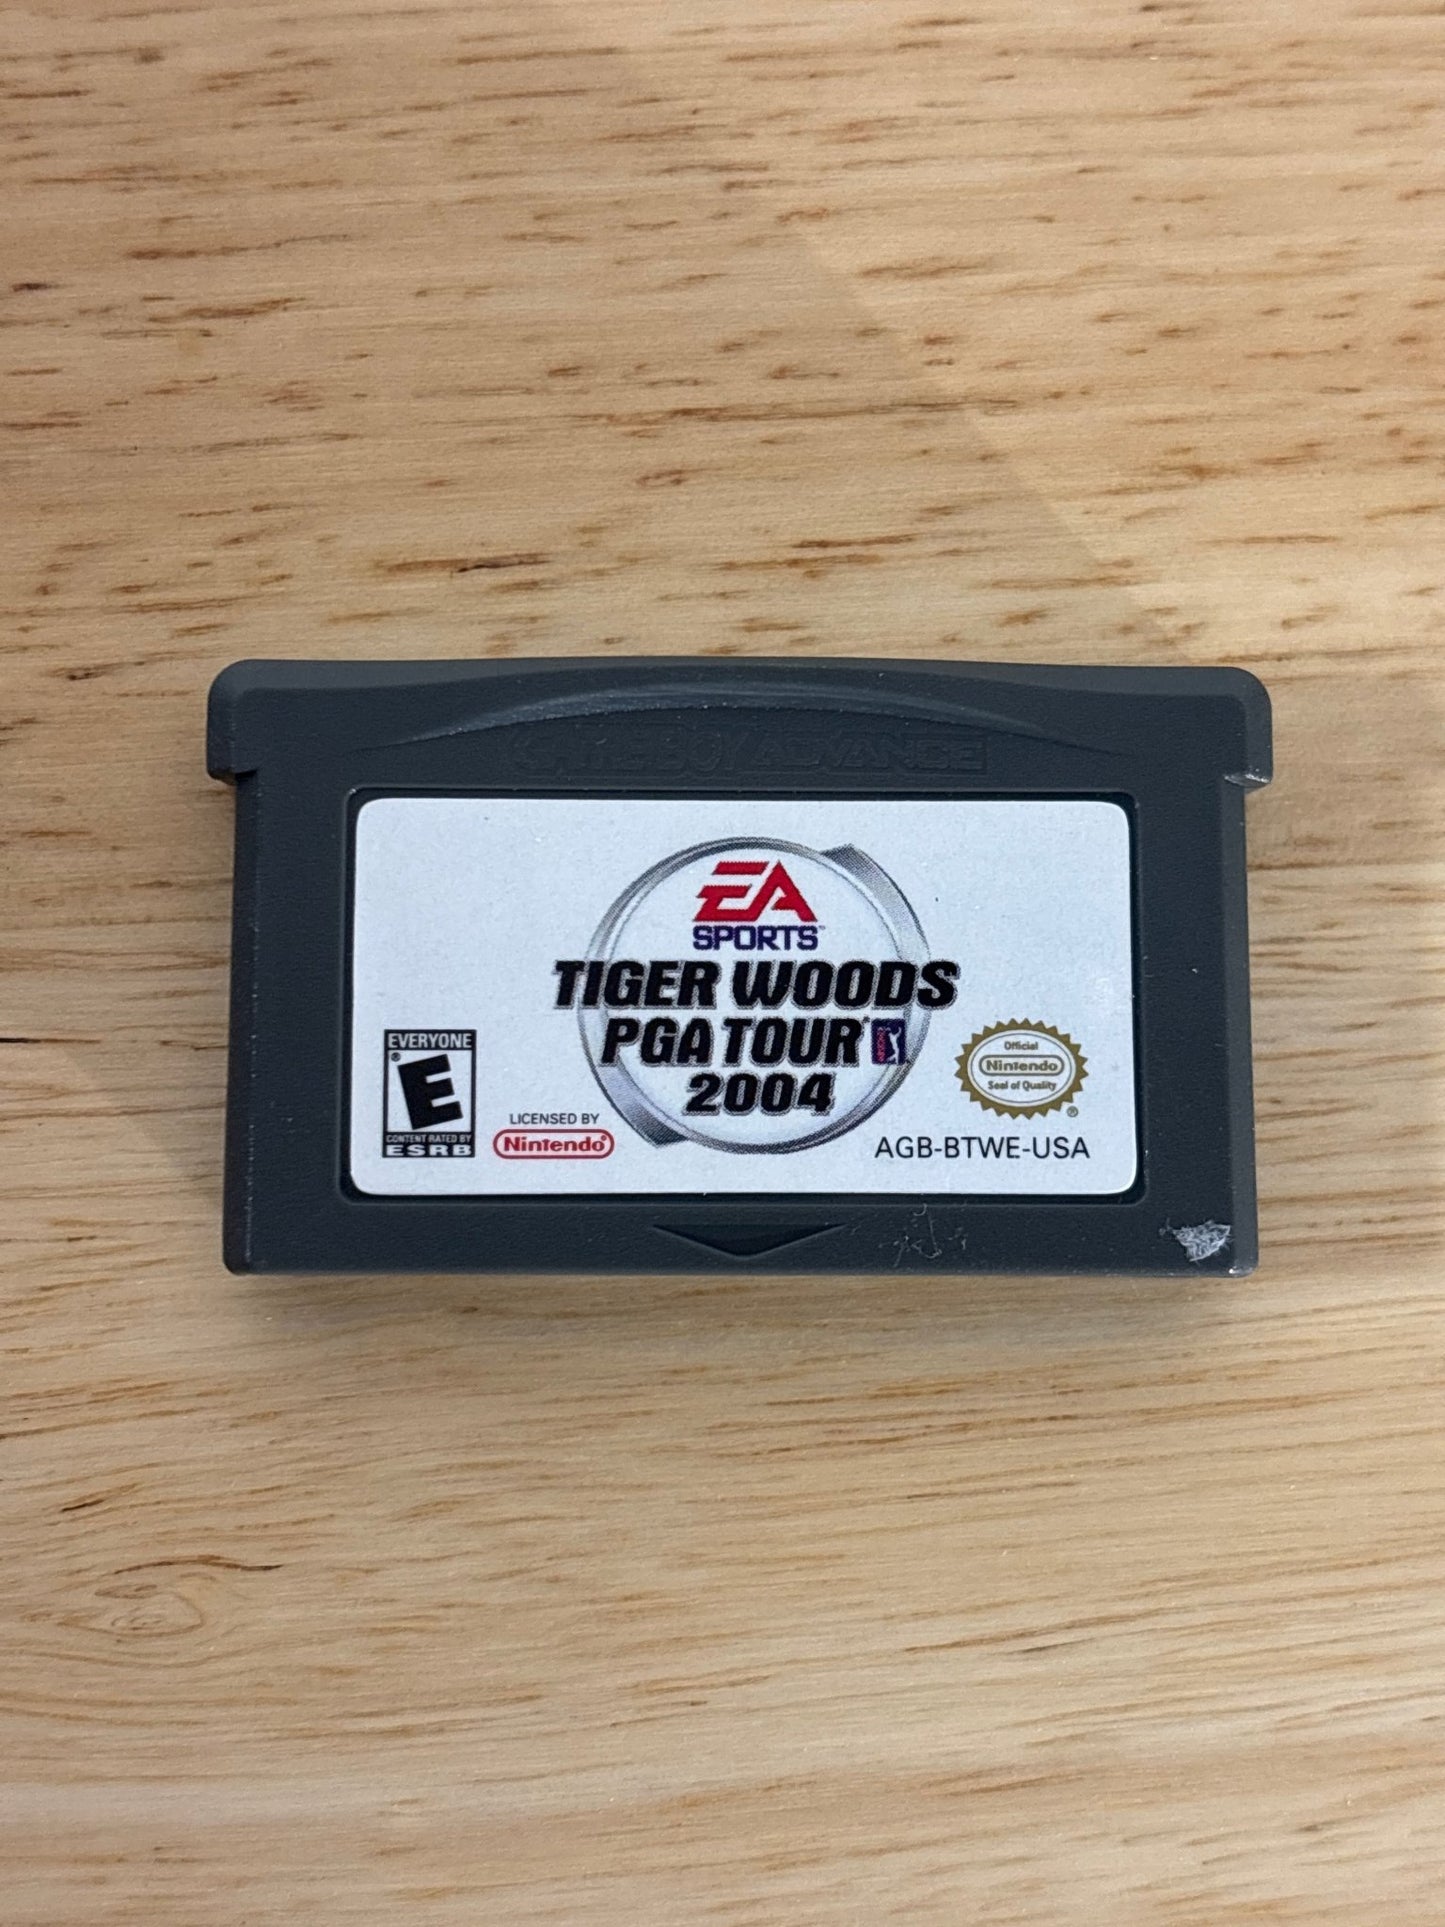 GAME BOY ADVANCE
EA
SPORTS™
TIGER WOODS
PGA TOUR®
2004
EVERYONE
E®
CONTENT RATED BY
ESRB
LICENSED BY
Nintendo®
Official
Nintendo
Seal of Quality
®
AGB-BTWE-USA